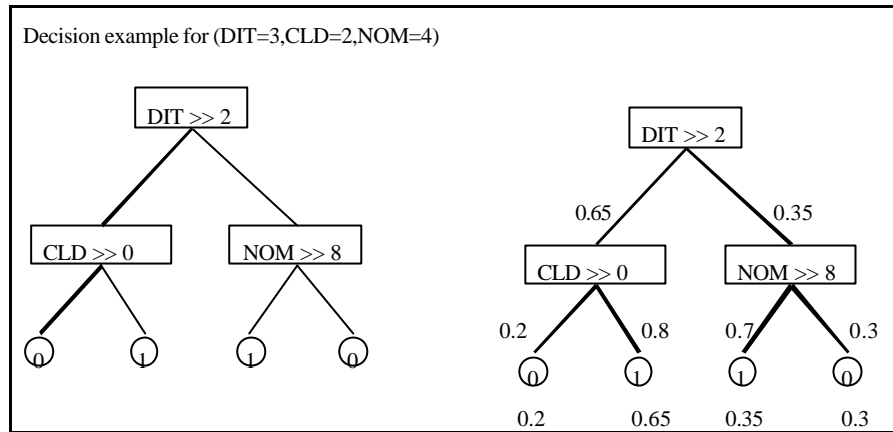 Decision example for (DIT=3,CLD=2,NOM=4)
DIT >> 2
CLD >> 0
NOM >> 8
0
1
1
0
DIT >> 2
0.65
0.35
CLD >> 0
NOM >> 8
0.2
0.8
0.7
0.3
0
1
1
0
0.2
0.65
0.35
0.3